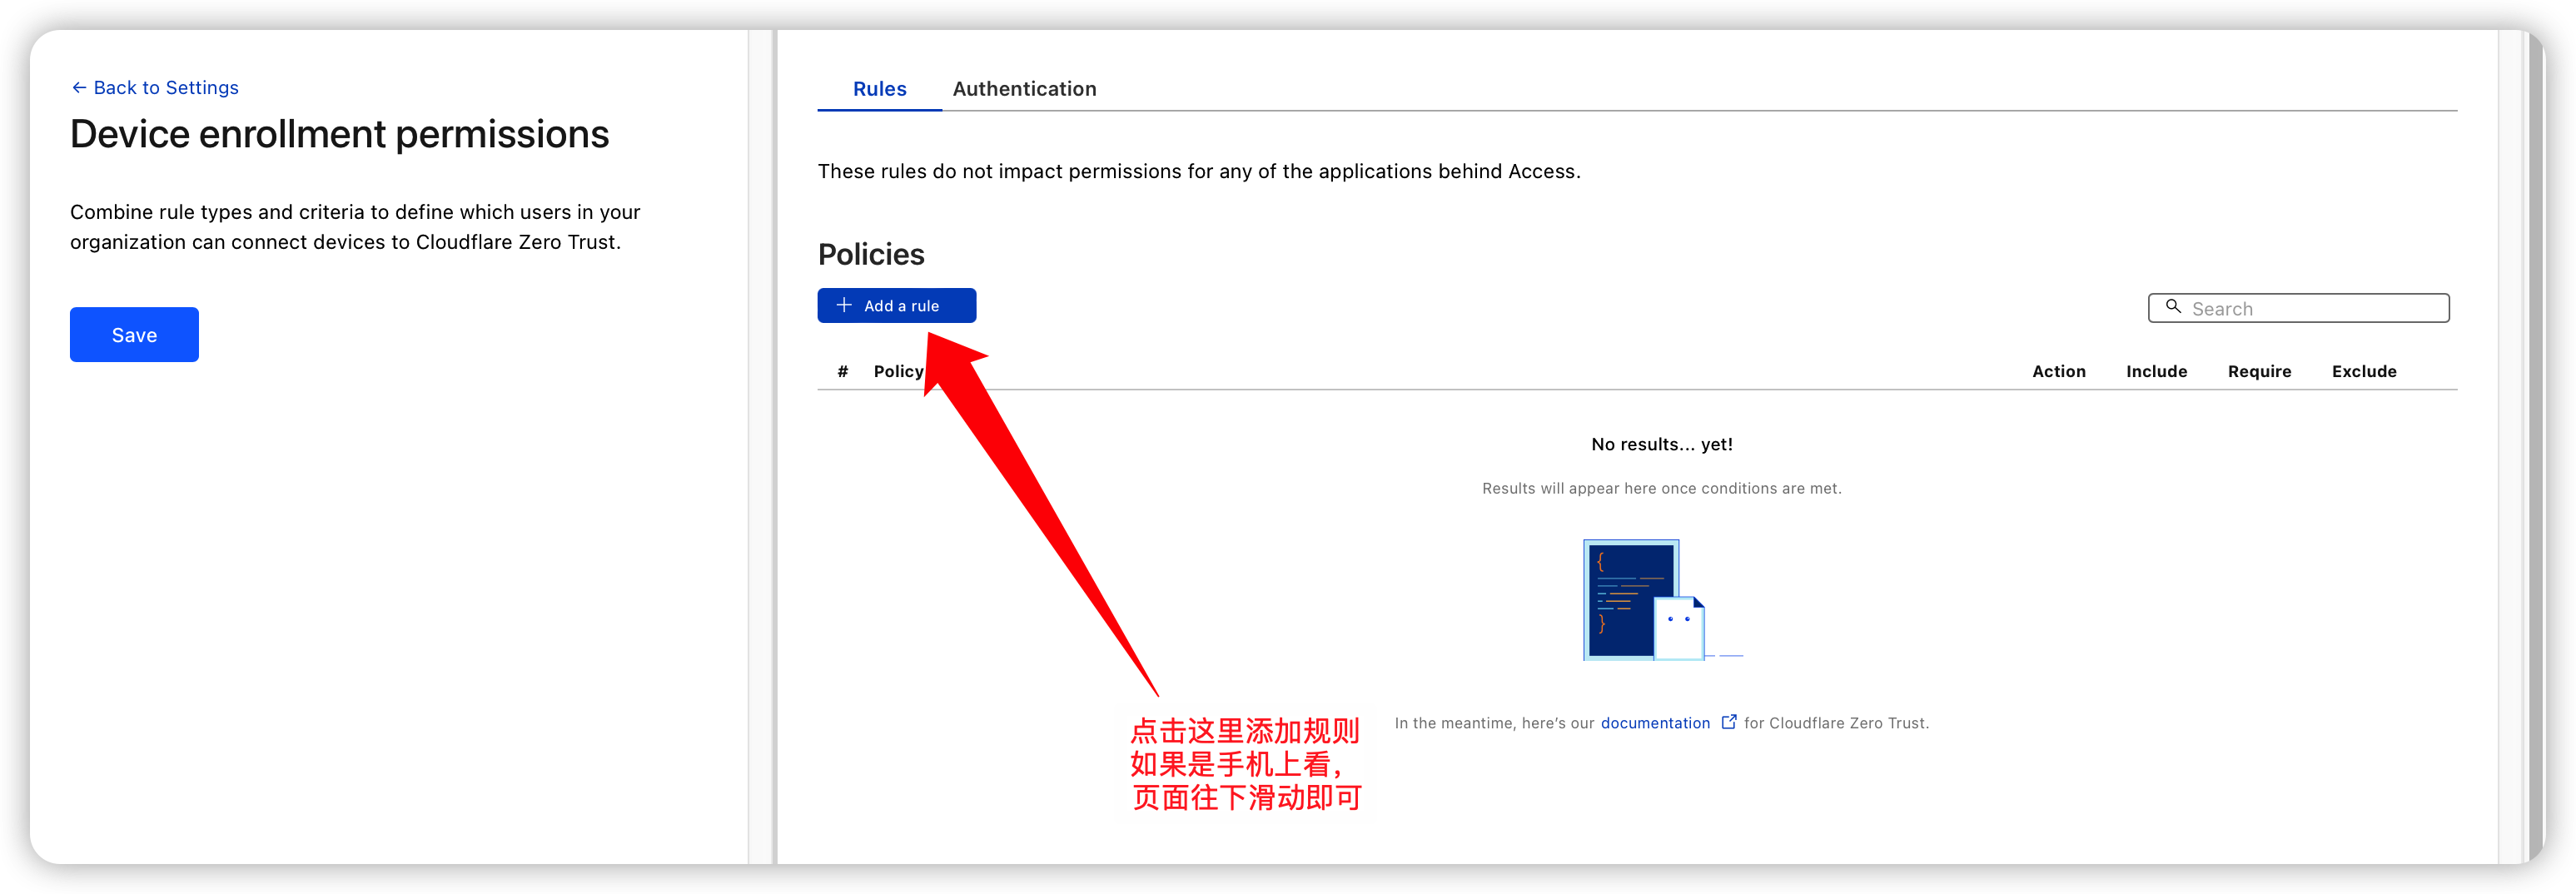 ← Back to Settings
Device enrollment permissions
Combine rule types and criteria to define which users in your
organization can connect devices to Cloudflare Zero Trust.
Save
Rules
Authentication
These rules do not impact permissions for any of the applications behind Access.
Policies
+ Add a rule
Search
# Policy Action Include Require Exclude
No results... yet!
Results will appear here once conditions are met.
In the meantime, here's our documentation for Cloudflare Zero Trust.
点击这里添加规则
如果是手机上看，
页面往下滑动即可